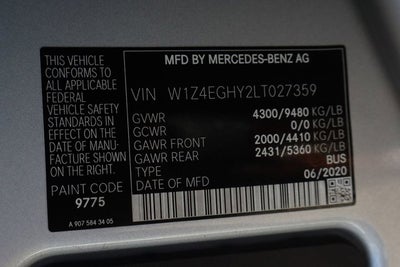 THIS VEHICLE
CONFORMS TO
ALL APPLICABLE
FEDERAL
VEHICLE SAFETY
STANDARDS IN
EFFECT ON THE
DATE OF MANU-
FACTURE SHOWN
ON THE RIGHT.
PAINT CODE
9775
A 907 584 34 05
MFD BY MERCEDES-BENZ AG
VIN W1Z4EGHY2LT027359
GVWR 4300/9480 KG/LB
GCWR 0/0 KG/LB
GAWR FRONT 2000/4410 KG/LB
GAWR REAR 2431/5360 KG/LB
TYPE BUS
DATE OF MFD 06/2020